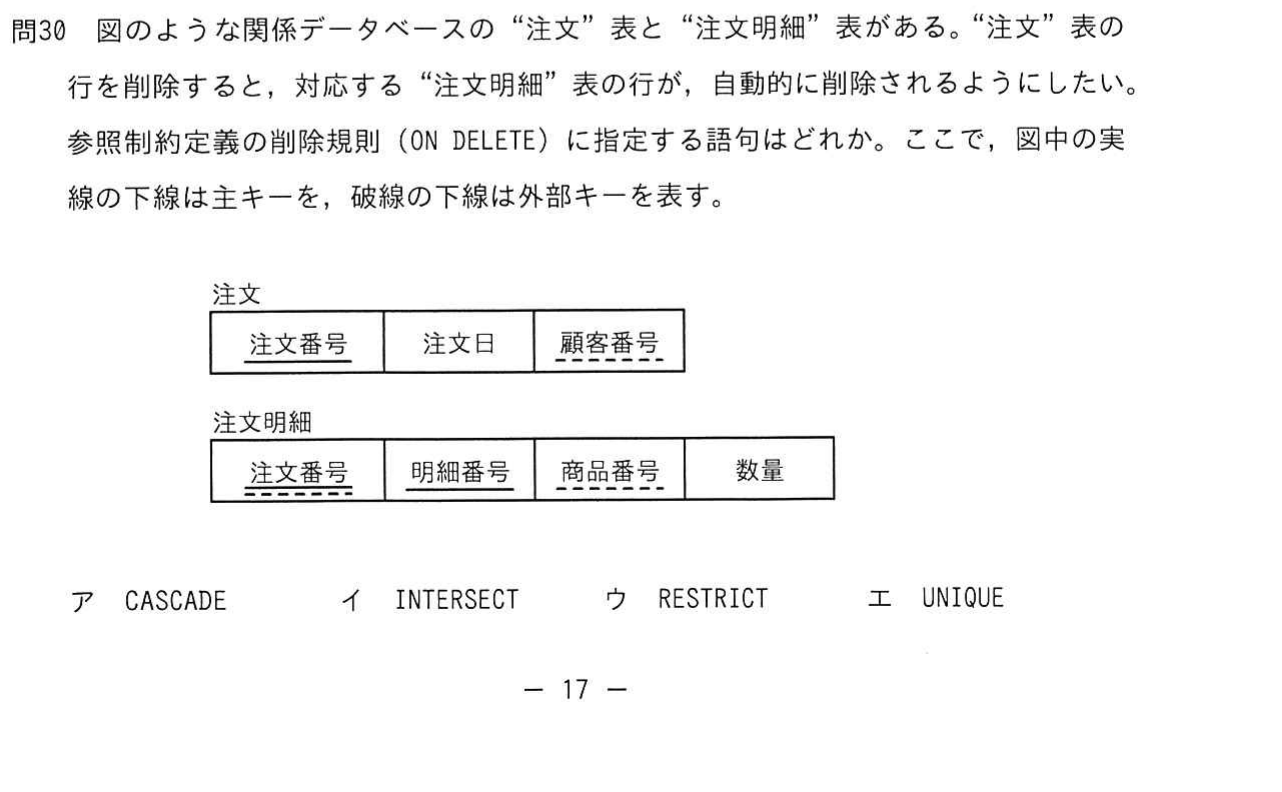 問30　図のような関係データベースの“注文”表と“注文明細”表がある。“注文”表の
行を削除すると，対応する“注文明細”表の行が，自動的に削除されるようにしたい。
参照制約定義の削除規則（ON DELETE）に指定する語句はどれか。ここで，図中の実
線の下線は主キーを，破線の下線は外部キーを表す。
注文
注文番号　注文日　顧客番号
注文明細
注文番号　明細番号　商品番号　数量
ア　CASCADE　イ　INTERSECT　ウ　RESTRICT　エ　UNIQUE
— 17 —